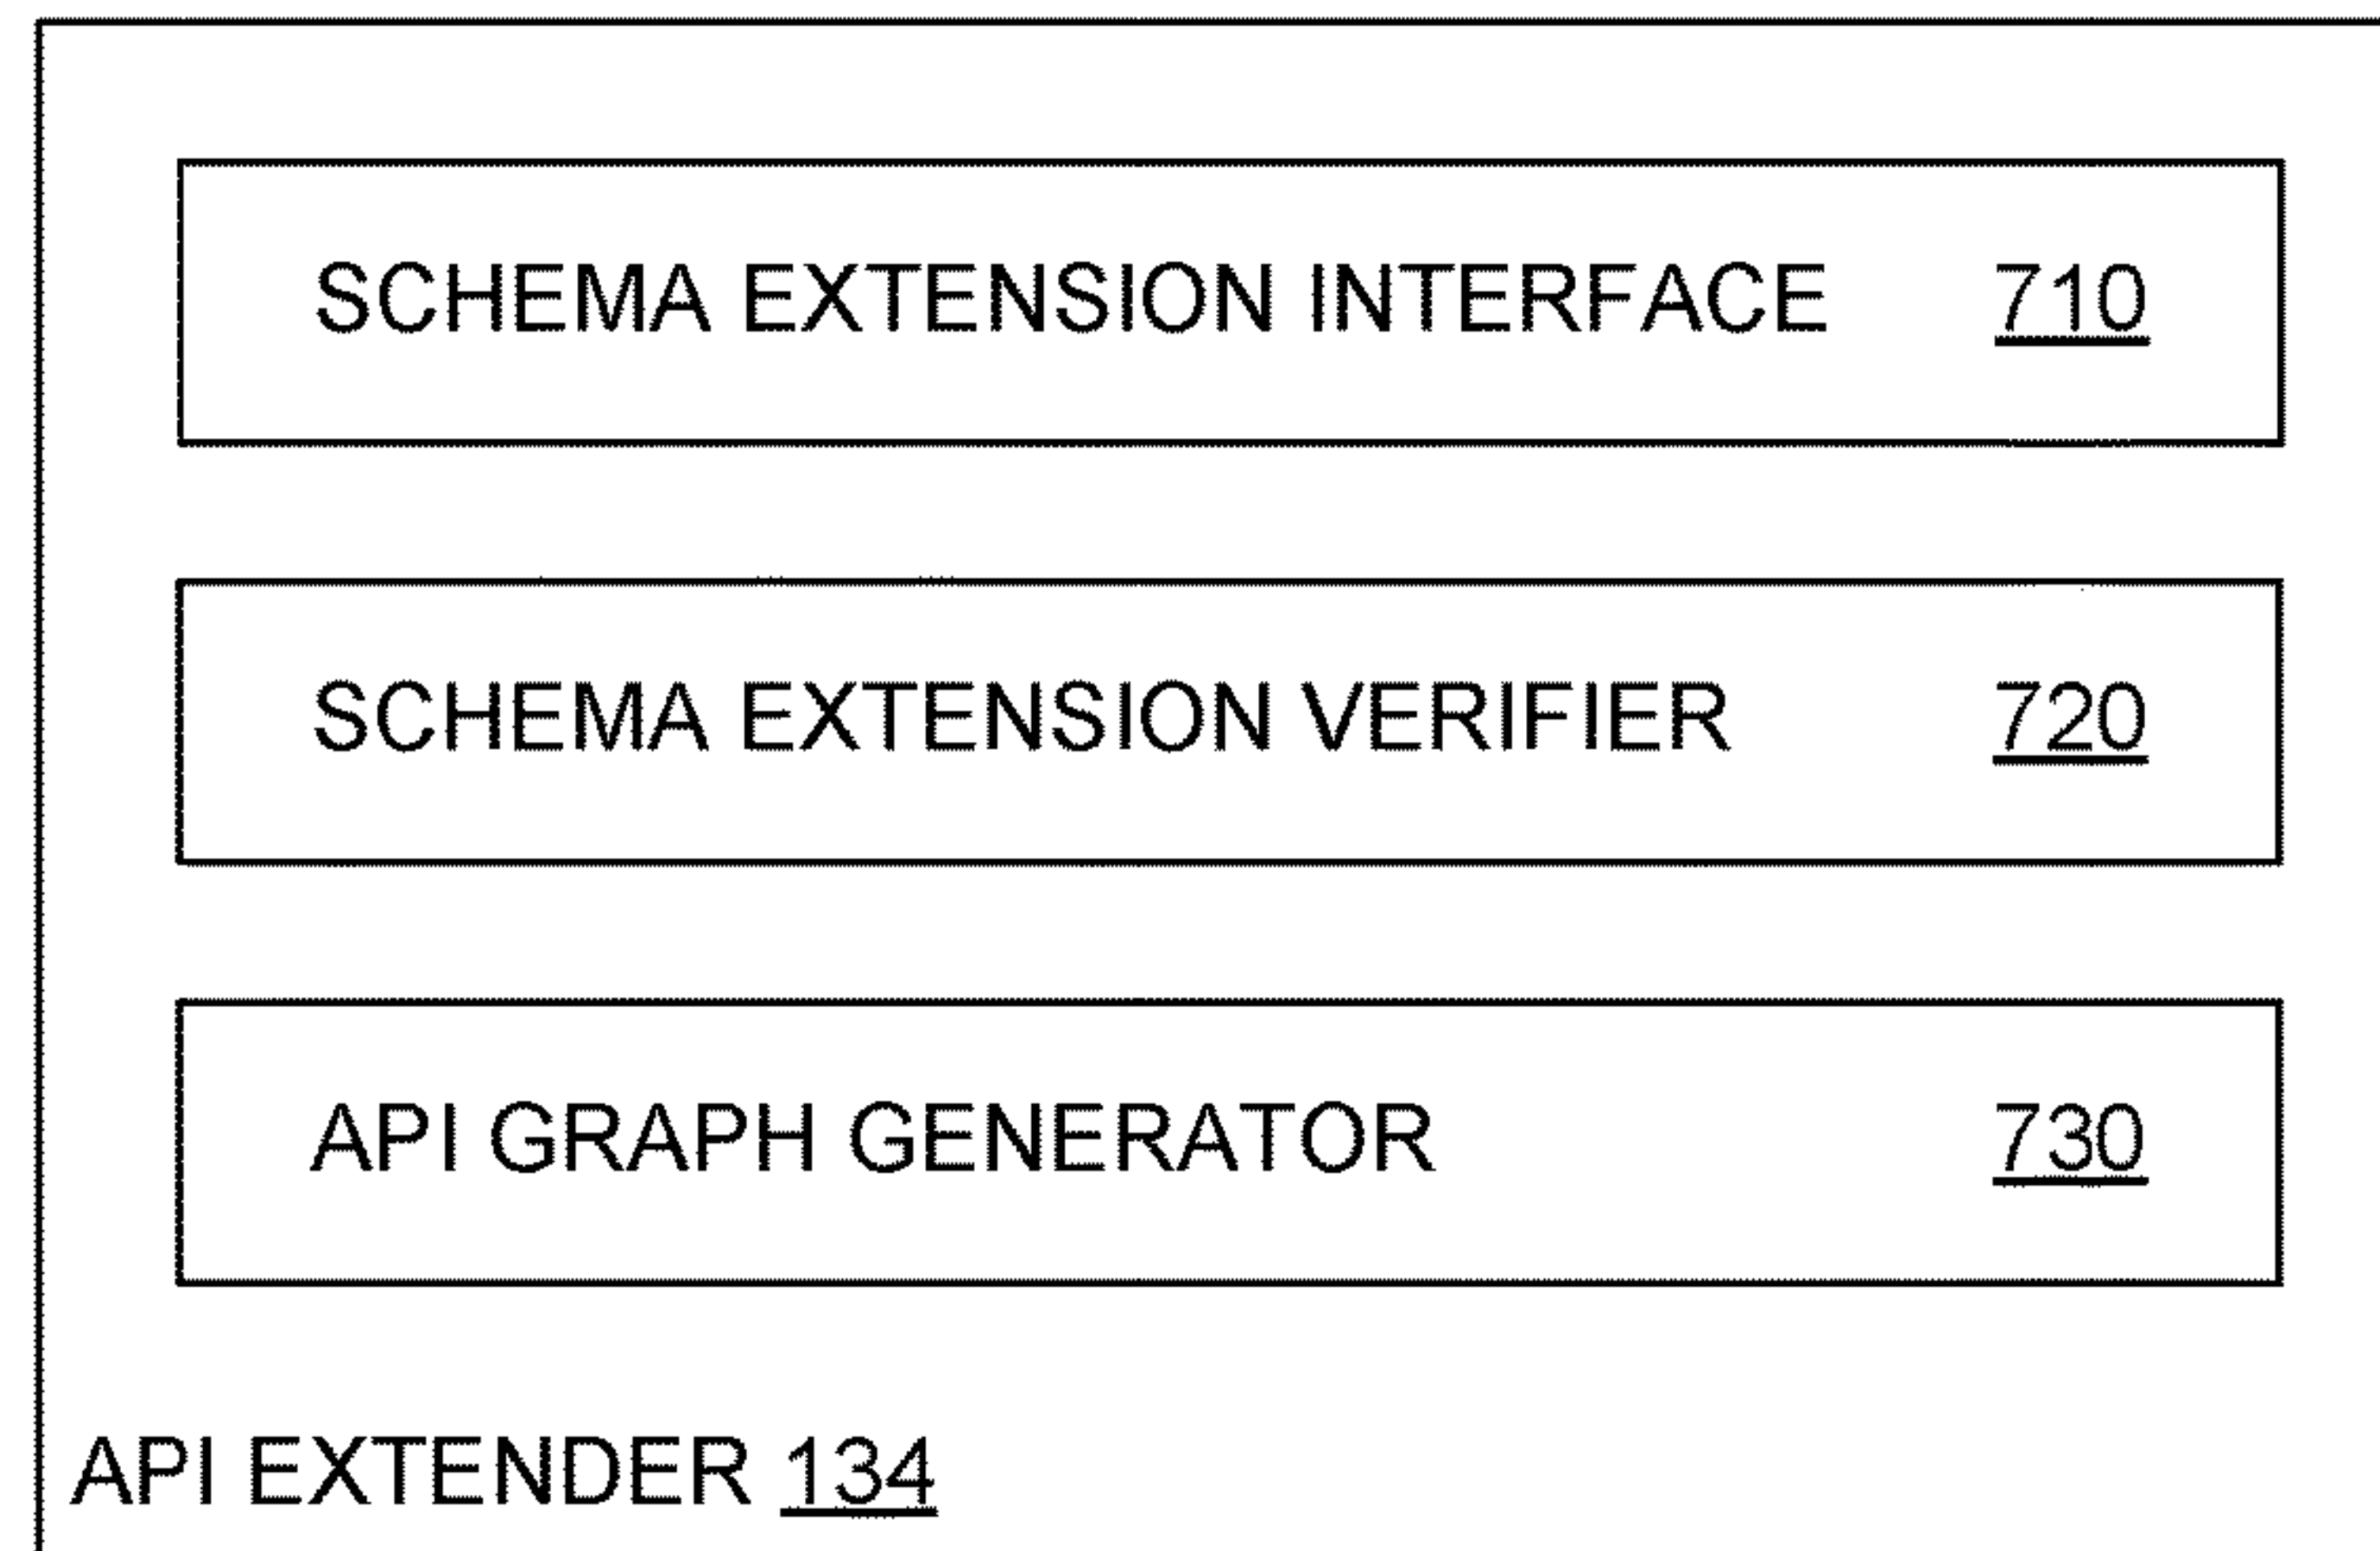 SCHEMA EXTENSION INTERFACE 710
SCHEMA EXTENSION VERIFIER 720
API GRAPH GENERATOR 730
API EXTENDER 134